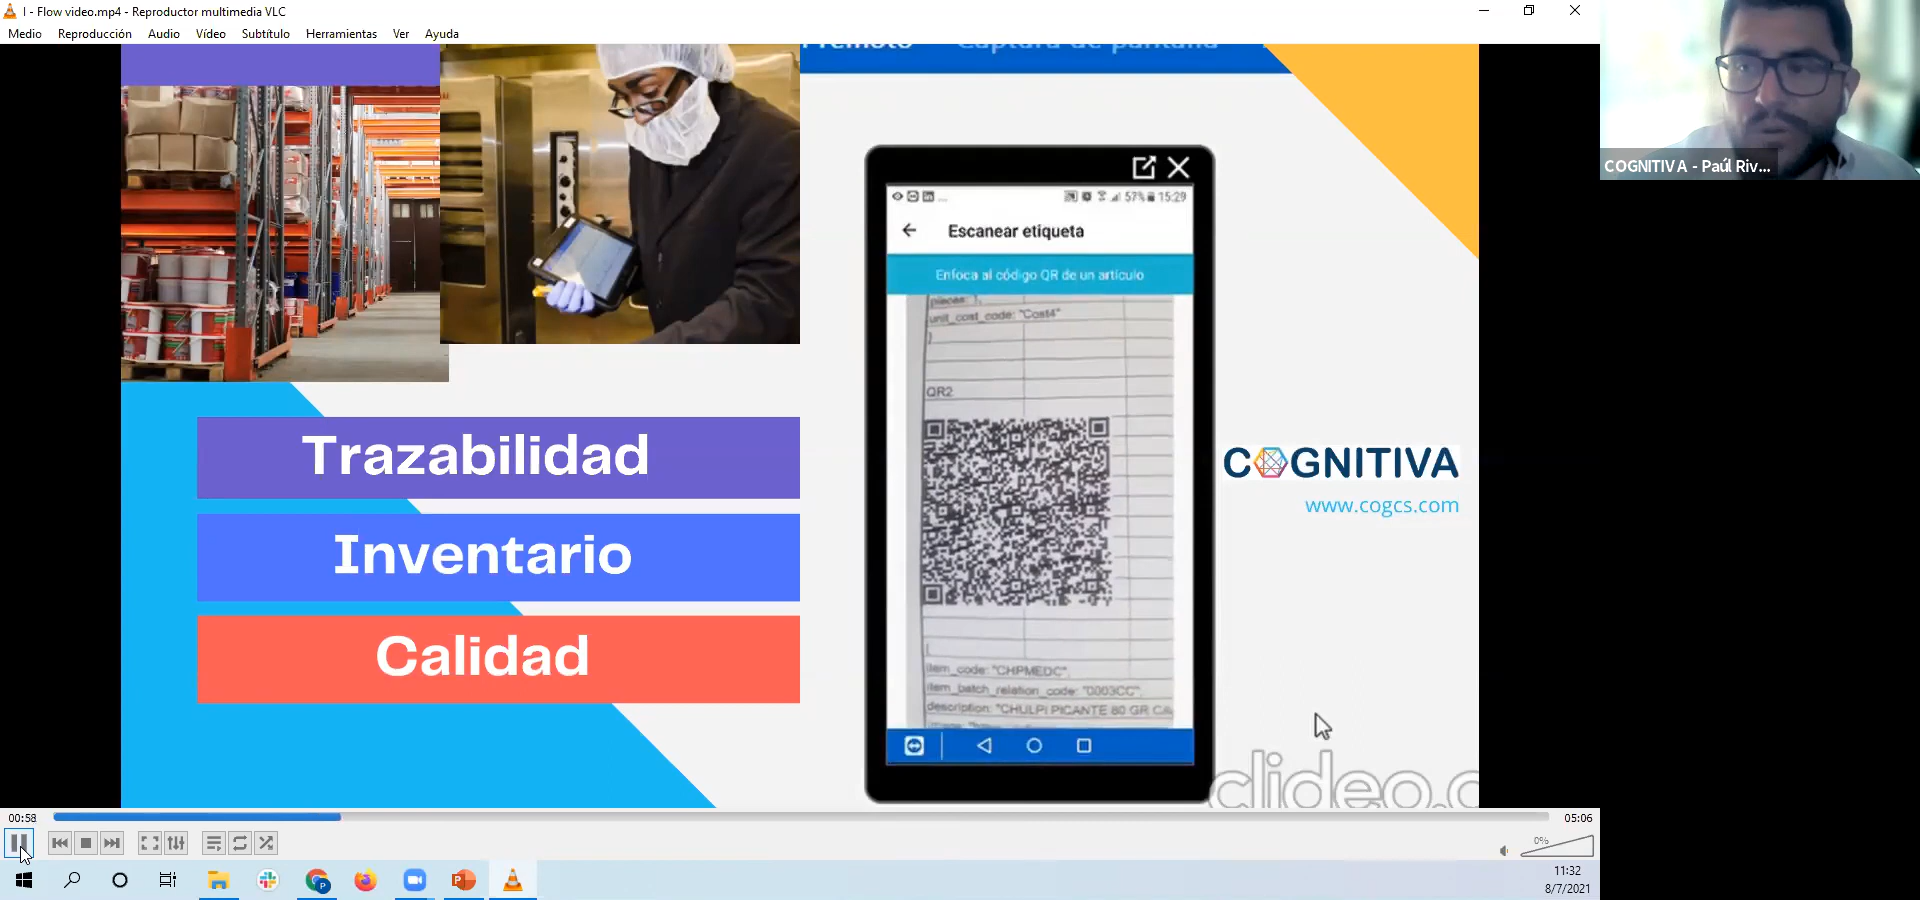 I - Flow video.mp4 - Reproductor multimedia VLC
Medio Reproducción Audio Vídeo Subtítulo Herramientas Ver Ayuda
COGNITIVA - Paúl Riv...
57% 15:29
Escanear etiqueta
Enfoca al código QR de un artículo
pieces: 1,
unit_cost_code: "Cost4"
}
QR2
Trazabilidad
COGNITIVA
www.cogcs.com
Inventario
Calidad
{
item_code: "CHPMEDC",
item_batch_relation_code: "0003CC",
description: "CHULPI PICANTE 80 GR CA
clideo.c
00:58
05:06
0%
11:32
8/7/2021